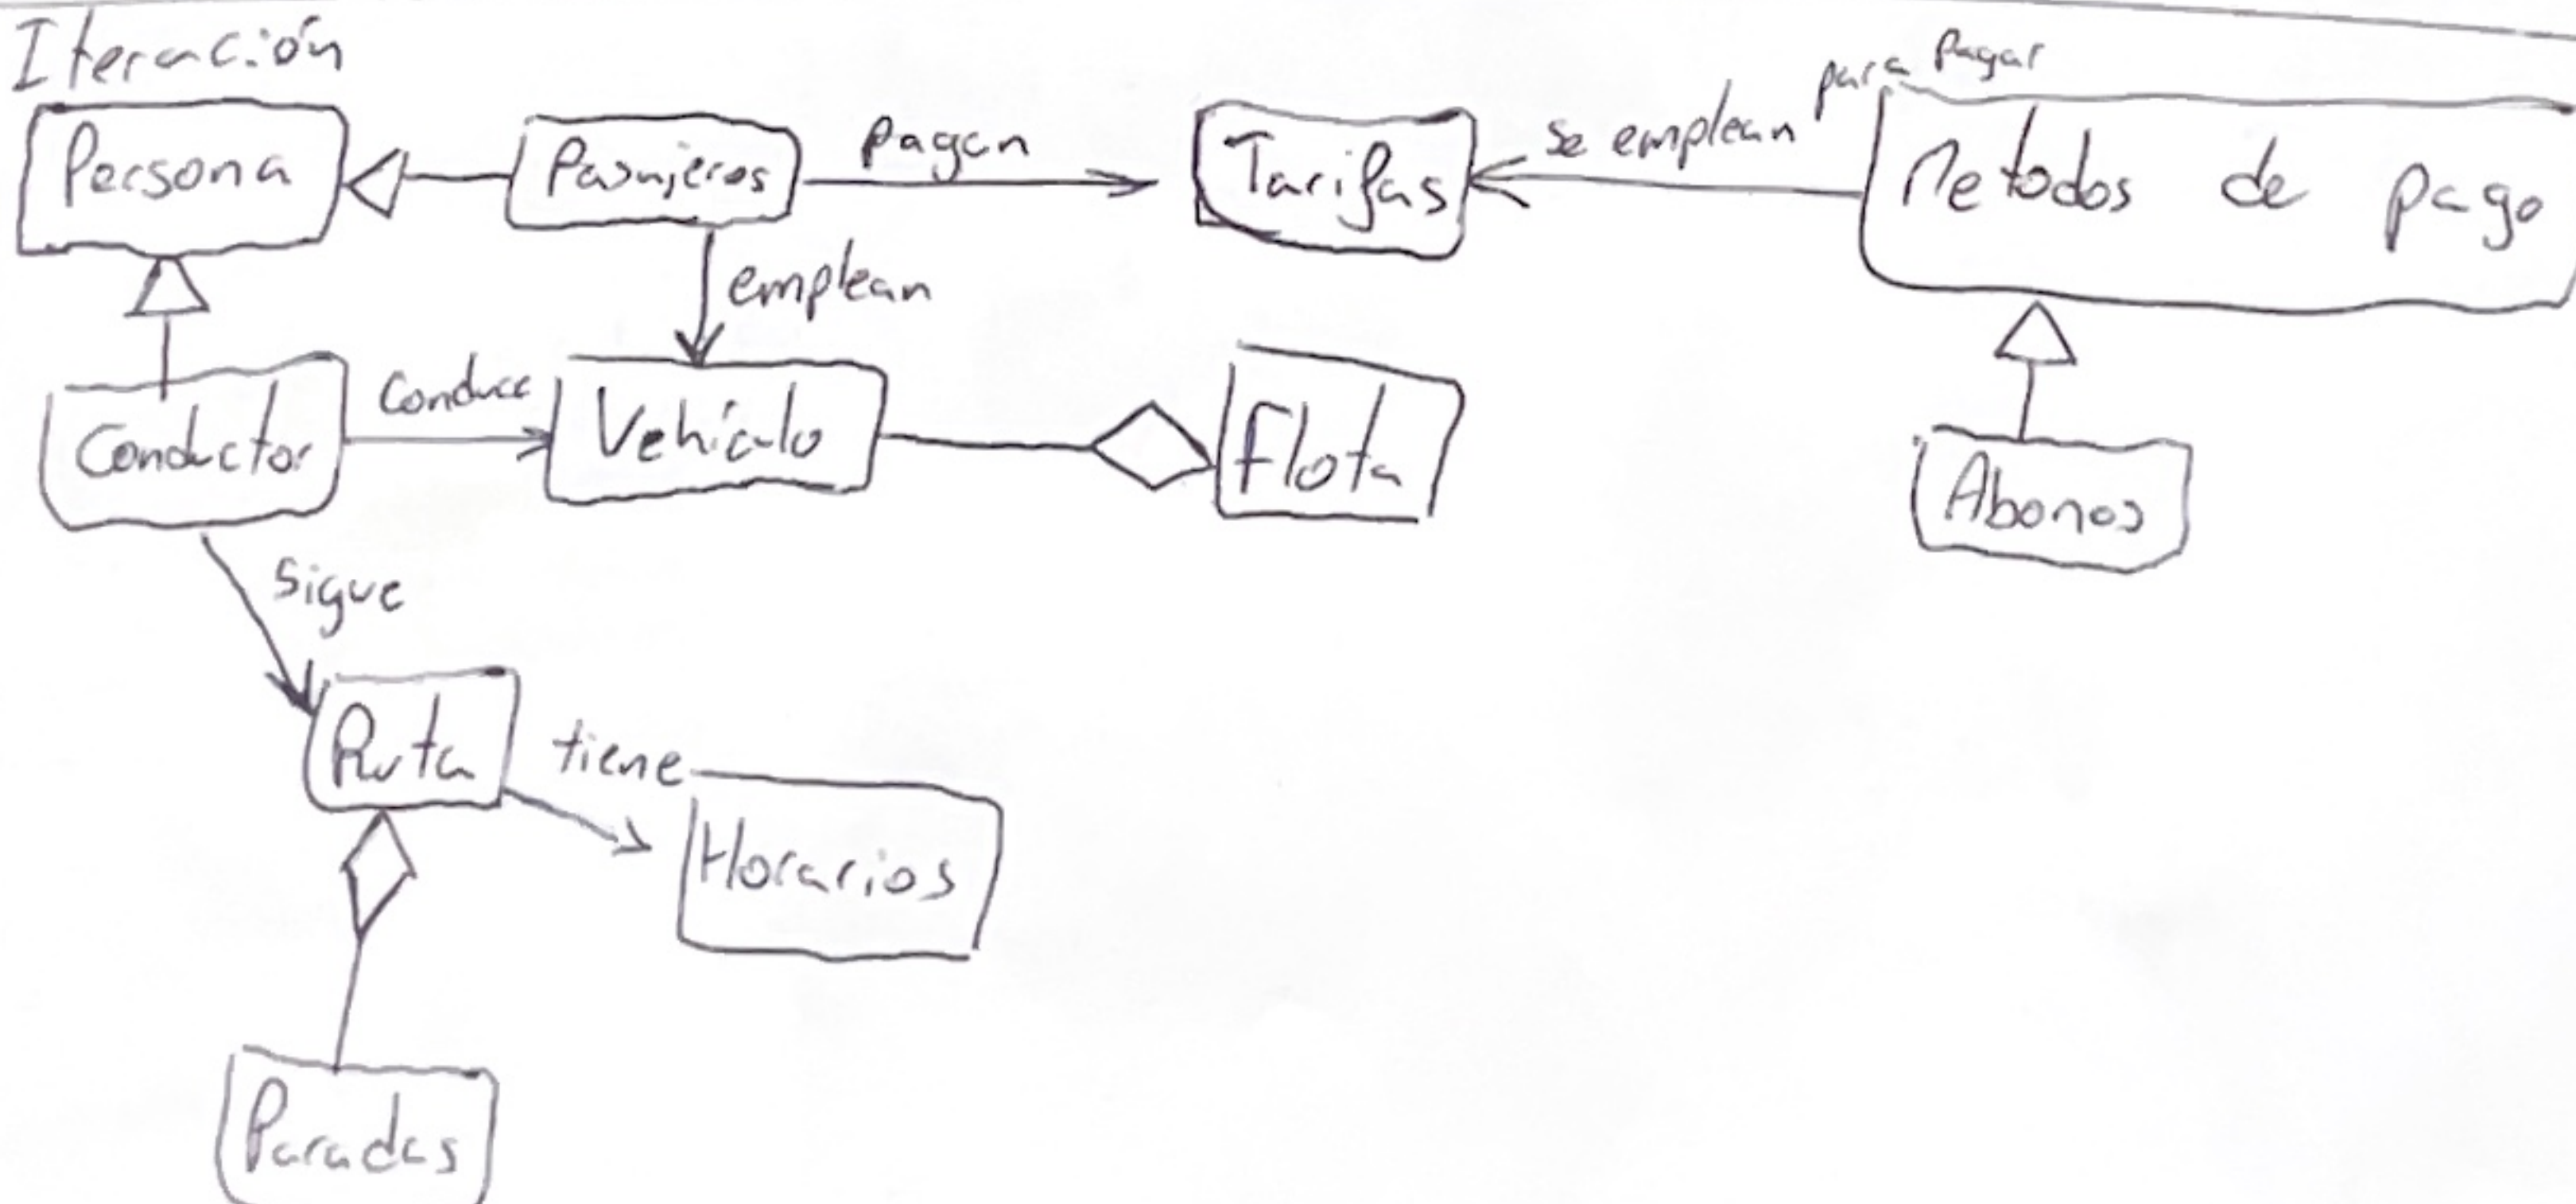 Iteración
para Pagar
Persona
Pasajeros
pagan
Tarifas
se emplean
Metodos de pago
emplean
Conductor
Conduce
Vehiculo
Flota
Abonos
Sigue
Ruta
tiene
Horarios
Paradas